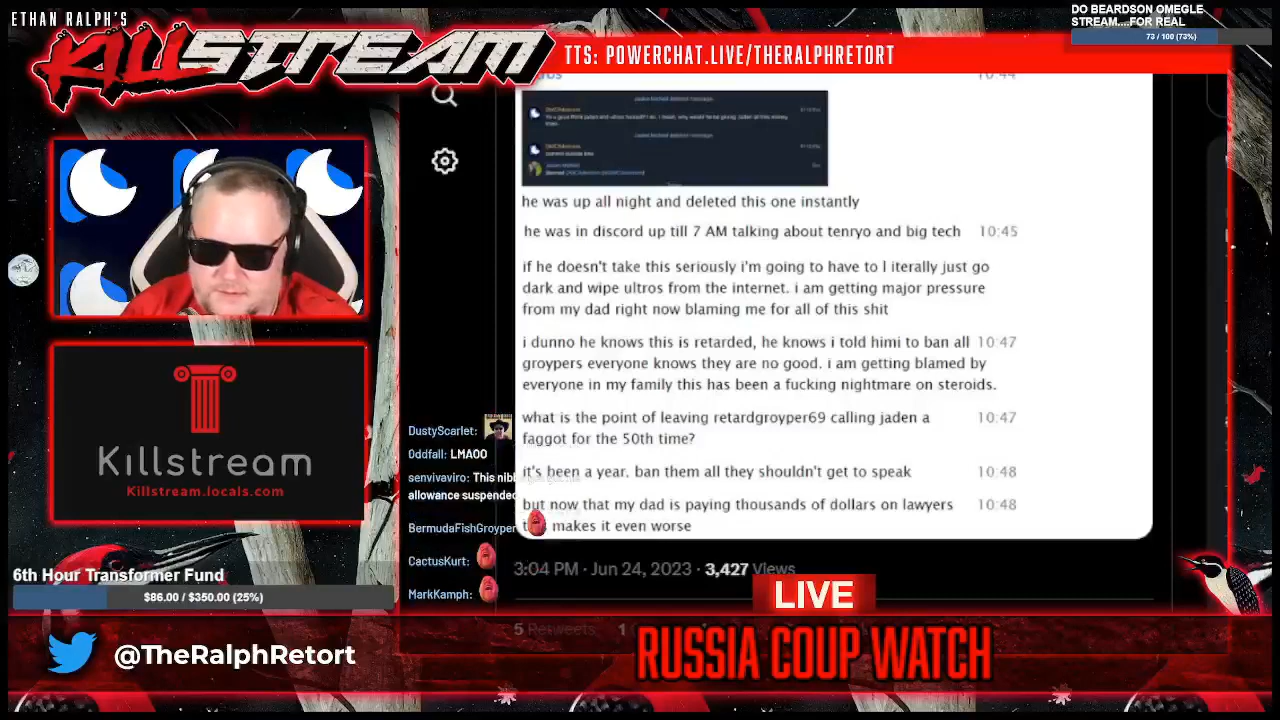 ETHAN RALPH'S
KILLSTREAM
TTS: POWERCHAT.LIVE/THERALPHRETORT
DO BEARDSON OMEGLE
STREAM....FOR REAL
73 / 100 (73%)
10:44
he was up all night and deleted this one instantly
he was in discord up till 7 AM talking about tenryo and big tech 10:45
if he doesn't take this seriously i'm going to have to l iterally just go
dark and wipe ultros from the internet. i am getting major pressure
from my dad right now blaming me for all of this shit
i dunno he knows this is retarded, he knows i told himi to ban all 10:47
groypers everyone knows they are no good. i am getting blamed by
everyone in my family this has been a fucking nightmare on steroids.
what is the point of leaving retardgroyper69 calling jaden a 10:47
faggot for the 50th time?
it's been a year. ban them all they shouldn't get to speak 10:48
but now that my dad is paying thousands of dollars on lawyers 10:48
makes it even worse
3:04 PM · Jun 24, 2023 · 3,427 Views
5 Retweets
Killstream
Killstream.locals.com
DustyScarlet:
Oddfall: LMAOO
senvivaviro: This nibb
allowance suspended
BermudaFishGroyper
CactusKurt:
MarkKamph:
6th Hour Transformer Fund
$86.00 / $350.00 (25%)
LIVE
@TheRalphRetort
RUSSIA COUP WATCH